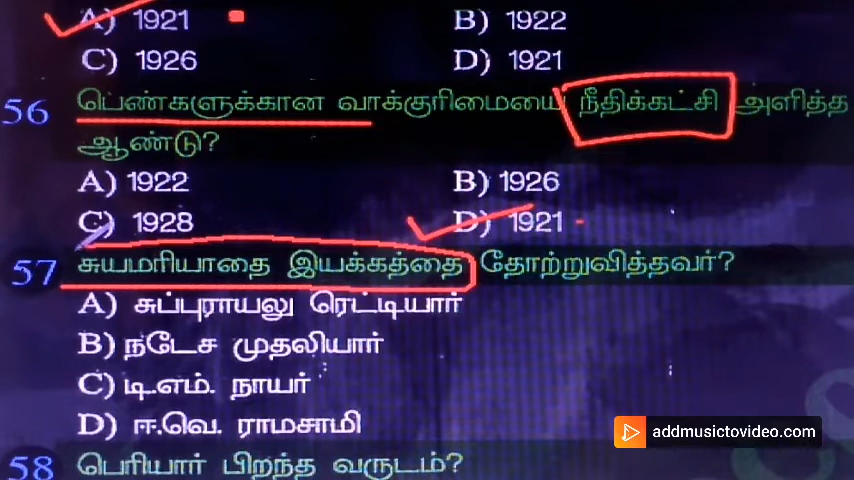 A) 1921 B) 1922
C) 1926 D) 1921
56 பெண்களுக்கான வாக்குரிமையை நீதிக்கட்சி அளித்த
ஆண்டு?
A) 1922 B) 1926
C) 1928 D) 1921
57 சுயமரியாதை இயக்கத்தை தோற்றுவித்தவர்?
A) சுப்புராயலு ரெட்டியார்
B) நடேச முதலியார்
C) டி.எம். நாயர்
D) ஈ.வெ. ராமசாமி
addmusictovideo.com
58 பெரியார் பிறந்த வருடம்?